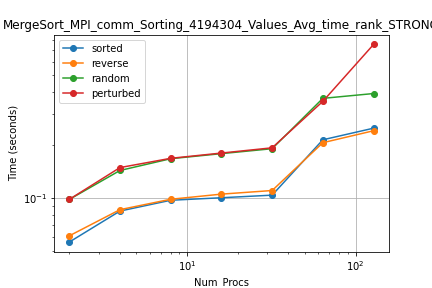 MergeSort_MPI_comm_Sorting_4194304_Values_Avg_time_rank_STRONG
sorted
reverse
random
perturbed
Time (seconds)
10⁻¹
10¹
10²
Num_Procs